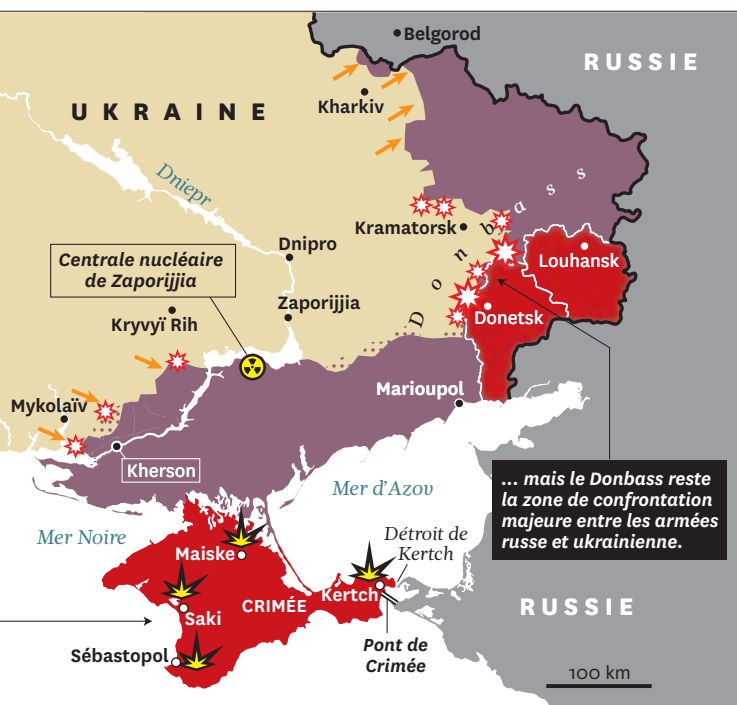 Belgorod
RUSSIE
Kharkiv
UKRAINE
Dniepr
Donbass
Kramatorsk
Dnipro
Centrale nucléaire
de Zaporijjia
Louhansk
Zaporijjia
Kryvyï Rih
Donetsk
Marioupol
Mykolaïv
Kherson
... mais le Donbass reste
la zone de confrontation
majeure entre les armées
russe et ukrainienne.
Mer d'Azov
Mer Noire
Détroit de
Kertch
Maiske
Kertch
CRIMÉE
Saki
RUSSIE
Pont de
Crimée
Sébastopol
100 km